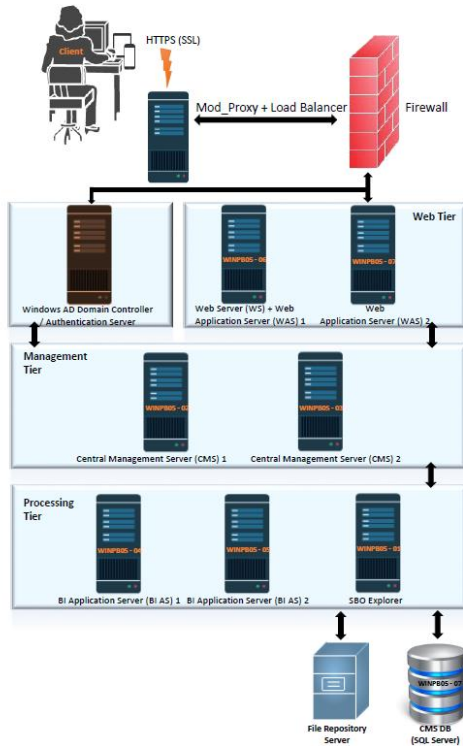 Client
HTTPS (SSL)
Mod_Proxy + Load Balancer
Firewall
Web Tier
WINPB05 - 06
WINPB05 - 07
Windows AD Domain Controller
/ Authentication Server
Web Server (WS) + Web
Application Server (WAS) 1
Web
Application Server (WAS) 2
Management
Tier
WINPB05 - 02
WINPB05 - 03
Central Management Server (CMS) 1
Central Management Server (CMS) 2
Processing
Tier
WINPB05 - 04
WINPB05 - 05
BI Application Server (BI AS) 1
BI Application Server (BI AS) 2
SBO Explorer
WINPB05 - 07
File Repository
Server
CMS DB
(SQL Server)